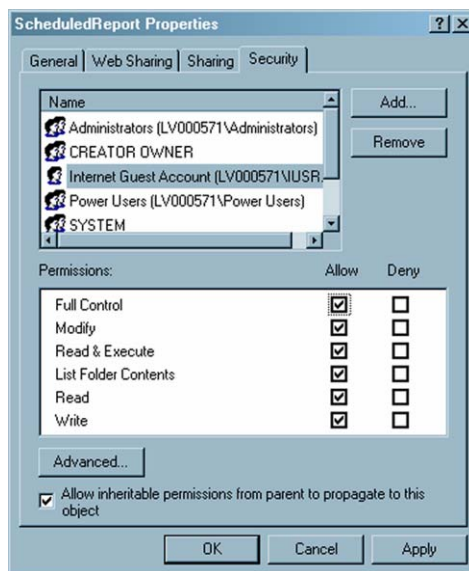 ScheduledReport Properties
General Web Sharing Sharing Security
Name
Administrators (LV000571\Administrators)
CREATOR OWNER
Internet Guest Account (LV000571\IUSR
Power Users (LV000571\Power Users)
SYSTEM
Add...
Remove
Permissions: Allow Deny
Full Control
Modify
Read & Execute
List Folder Contents
Read
Write
Advanced...
Allow inheritable permissions from parent to propagate to this
object
OK Cancel Apply